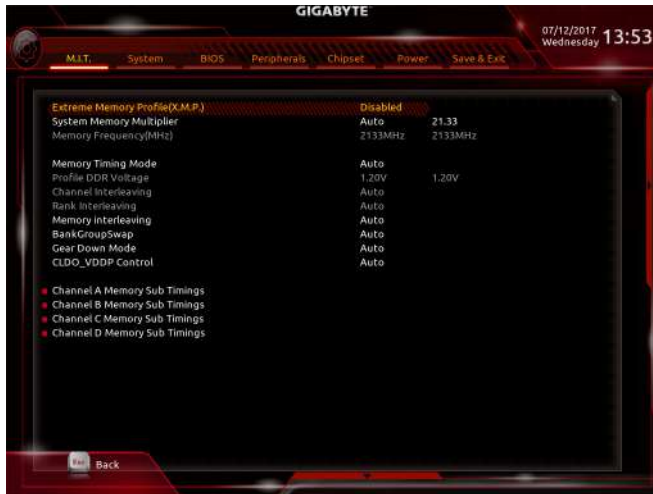 GIGABYTE
07/12/2017 Wednesday 13:53
M.I.T. System BIOS Peripherals Chipset Power Save & Exit
Extreme Memory Profile(X.M.P.) Disabled
System Memory Multiplier Auto 21.33
Memory Frequency(MHz) 2133MHz 2133MHz
Memory Timing Mode Auto
Profile DDR Voltage 1.20V 1.20V
Channel Interleaving Auto
Rank Interleaving Auto
Memory interleaving Auto
BankGroupSwap Auto
Gear Down Mode Auto
CLDO_VDDP Control Auto
Channel A Memory Sub Timings
Channel B Memory Sub Timings
Channel C Memory Sub Timings
Channel D Memory Sub Timings
Esc Back